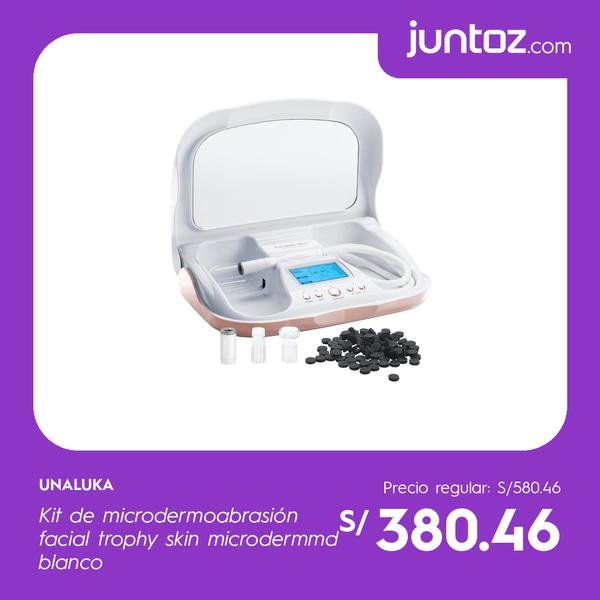 juntoz.com
UNALUKA
Kit de microdermoabrasión
facial trophy skin microdermmd
blanco
Precio regular: S/580.46
S/ 380.46